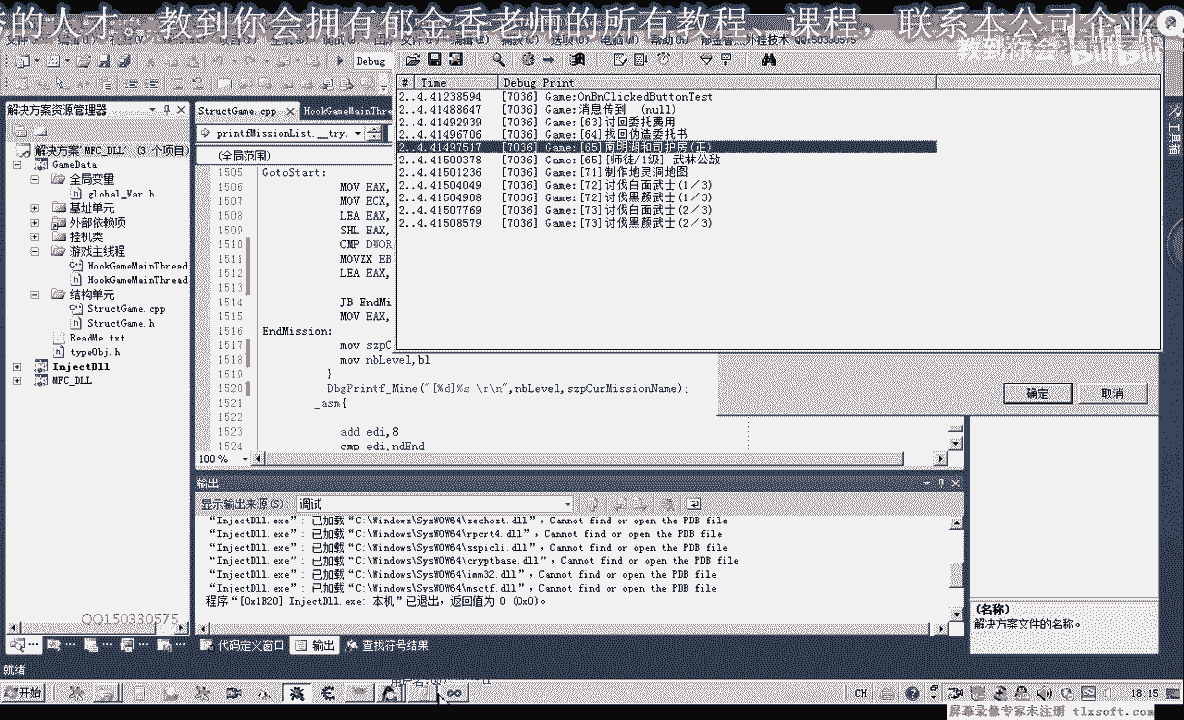 的人才。教到你会拥有郁金香老师的所有教程、课程，联系本公司企业
教到你会
bilibili
Debug
# Time Debug Print
2..4.41238594 [7036] Game:OnBnClickedButtonTest
2..4.41488647 [7036] Game:消息传到 (null)
2..4.41492939 [7036] Game:[63]讨回委托费用
2..4.41496706 [7036] Game:[64]找回伪造委托书
2..4.41497517 [7036] Game:[65]南明湖和司护房(正)
2..4.41500378 [7036] Game:[65][师徒/1级] 武林公敌
2..4.41501236 [7036] Game:[71]制作地灵洞地图
2..4.41504049 [7036] Game:[72]讨伐白面武士(1/3)
2..4.41504908 [7036] Game:[72]讨伐黑颜武士(1/3)
2..4.41507769 [7036] Game:[73]讨伐白面武士(2/3)
2..4.41508579 [7036] Game:[73]讨伐黑颜武士(2/3)
解决方案资源管理器
解决方案"MFC_DLL" (3 个项目)
GameData
全局变量
global_Var.h
基址单元
外部依赖项
挂机类
游戏主线程
HookGameMainThread
HookGameMainThread
结构单元
StructGame.cpp
StructGame.h
ReadMe.txt
typeObj.h
InjectDll
MFC_DLL
QQ150330575
StructGame.cpp
HookGameMainThre
printfMissionList.__try.
(全局范围)
1505 GotoStart:
1506 MOV EAX,
1507 MOV ECX,
1508 LEA EAX,
1509 SHL EAX,
1510 CMP DWOR
1511 MOVZX EB
1512 LEA EAX,
1513
1514 JB EndMi
1515 MOV EAX,
1516 EndMission:
1517 mov szpC
1518 mov nbLevel,bl
1519 }
1520 DbgPrintf_Mine("[%d]%s \r\n",nbLevel,szpCurMissionName);
1521 _asm{
1522
1523 add edi,8
1524 cmp edi,ndEnd
100 %
确定
取消
输出
显示输出来源(S): 调试
“InjectDll.exe”: 已加载“C:\Windows\SysWOW64\sechost.dll”, Cannot find or open the PDB file
“InjectDll.exe”: 已加载“C:\Windows\SysWOW64\rpcrt4.dll”, Cannot find or open the PDB file
“InjectDll.exe”: 已加载“C:\Windows\SysWOW64\sspicli.dll”, Cannot find or open the PDB file
“InjectDll.exe”: 已加载“C:\Windows\SysWOW64\cryptbase.dll”, Cannot find or open the PDB file
“InjectDll.exe”: 已加载“C:\Windows\SysWOW64\imm32.dll”, Cannot find or open the PDB file
“InjectDll.exe”: 已加载“C:\Windows\SysWOW64\msctf.dll”, Cannot find or open the PDB file
程序“[0x1B20] InjectDll.exe: 本机”已退出，返回值为 0 (0x0)。
代码定义窗口
输出
查找符号结果
(名称)
解决方案文件的名称。
工具箱
就绪
开始
CH
18:15
屏幕录像专家未注册 tlxsoft.com